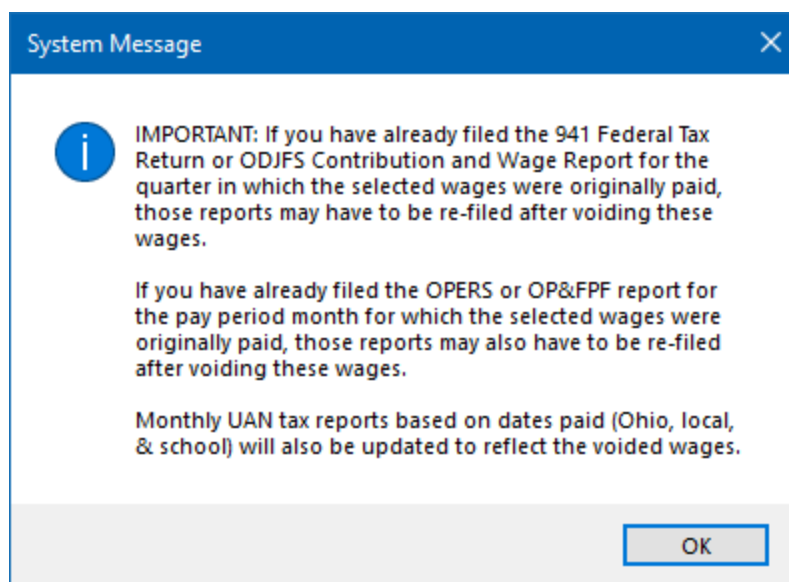 System Message
IMPORTANT: If you have already filed the 941 Federal Tax
Return or ODJFS Contribution and Wage Report for the
quarter in which the selected wages were originally paid,
those reports may have to be re-filed after voiding these
wages.
If you have already filed the OPERS or OP&FPF report for
the pay period month for which the selected wages were
originally paid, those reports may also have to be re-filed
after voiding these wages.
Monthly UAN tax reports based on dates paid (Ohio, local,
& school) will also be updated to reflect the voided wages.
OK